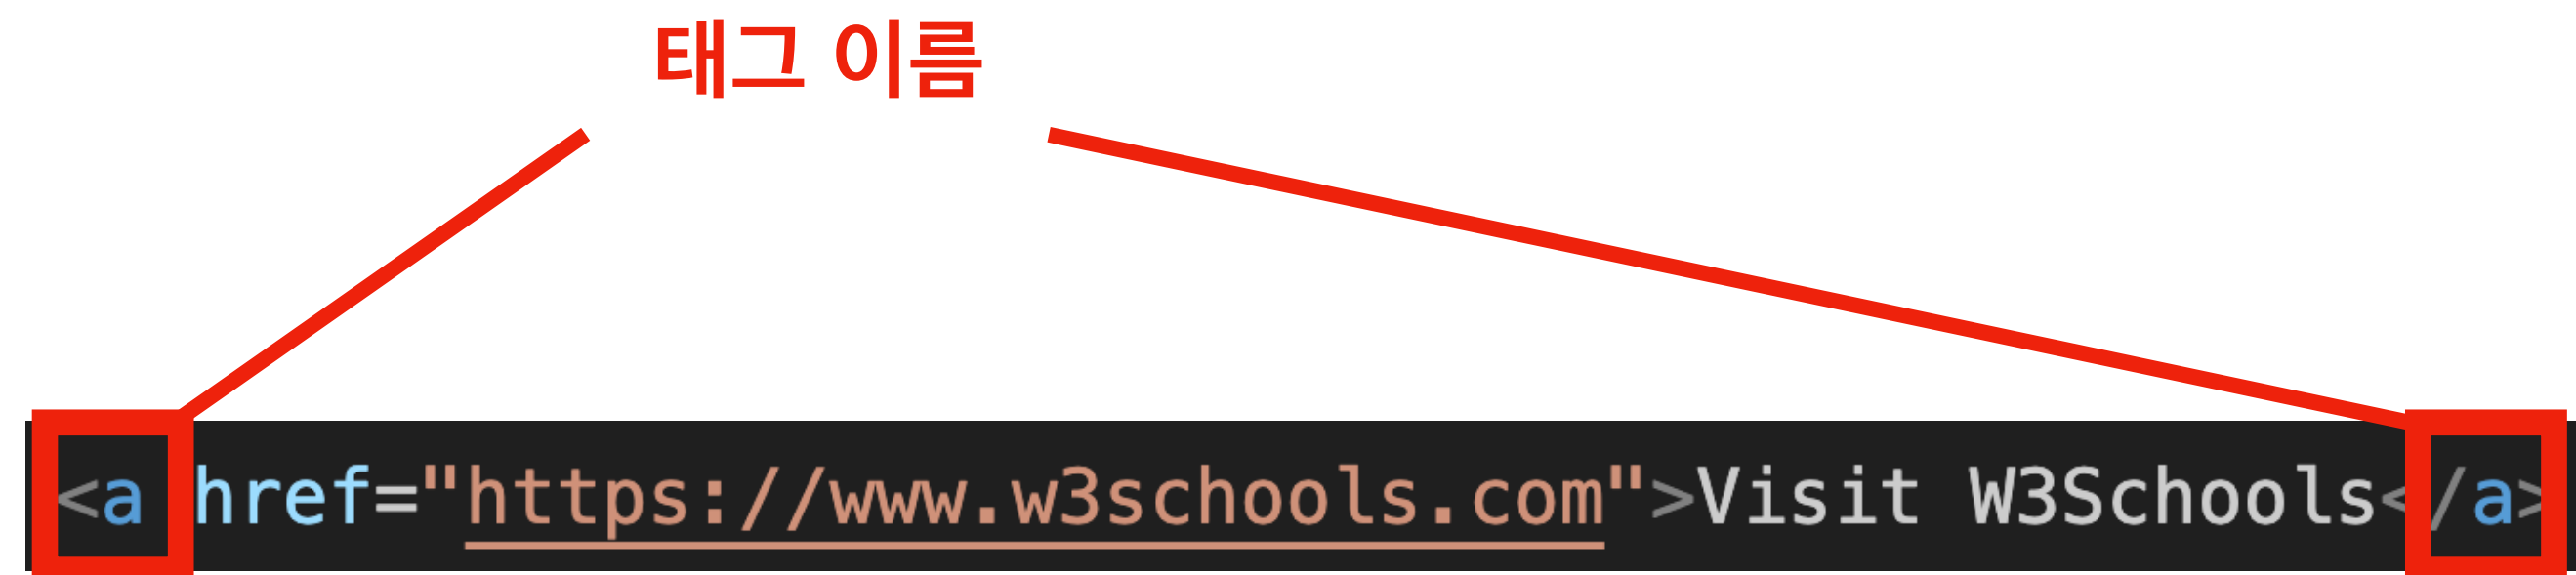 태그 이름
<a href="https://www.w3schools.com">Visit W3Schools</a>